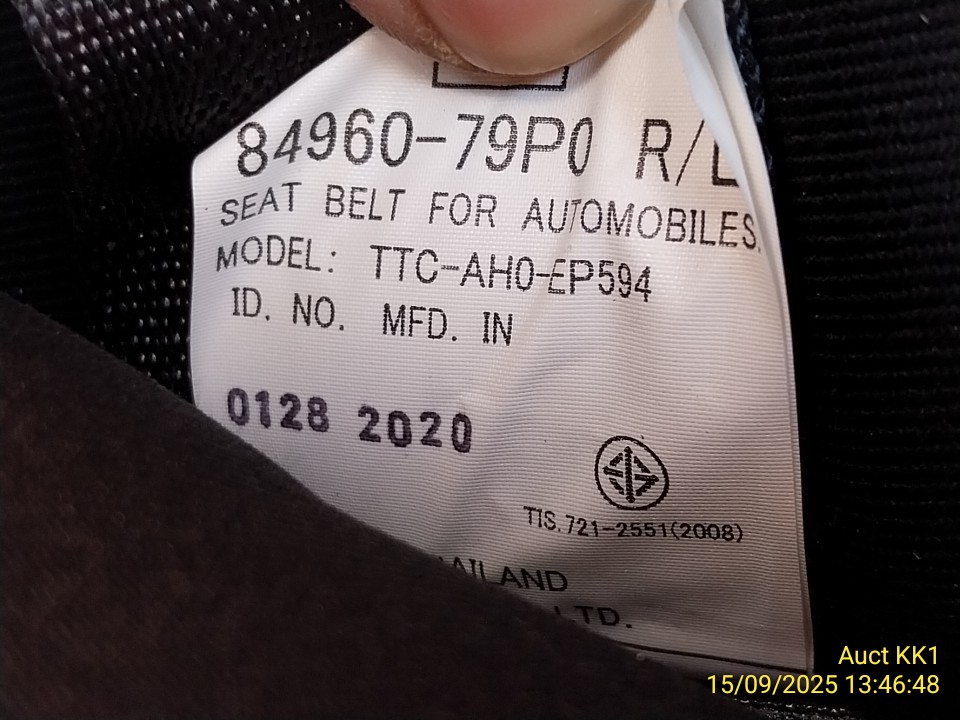 84960-79P0 R/L
SEAT BELT FOR AUTOMOBILES.
MODEL: TTC-AH0-EP594
ID. NO. MFD. IN
0128 2020
TIS.721-2551(2008)
LTD.
Auct KK1
15/09/2025 13:46:48